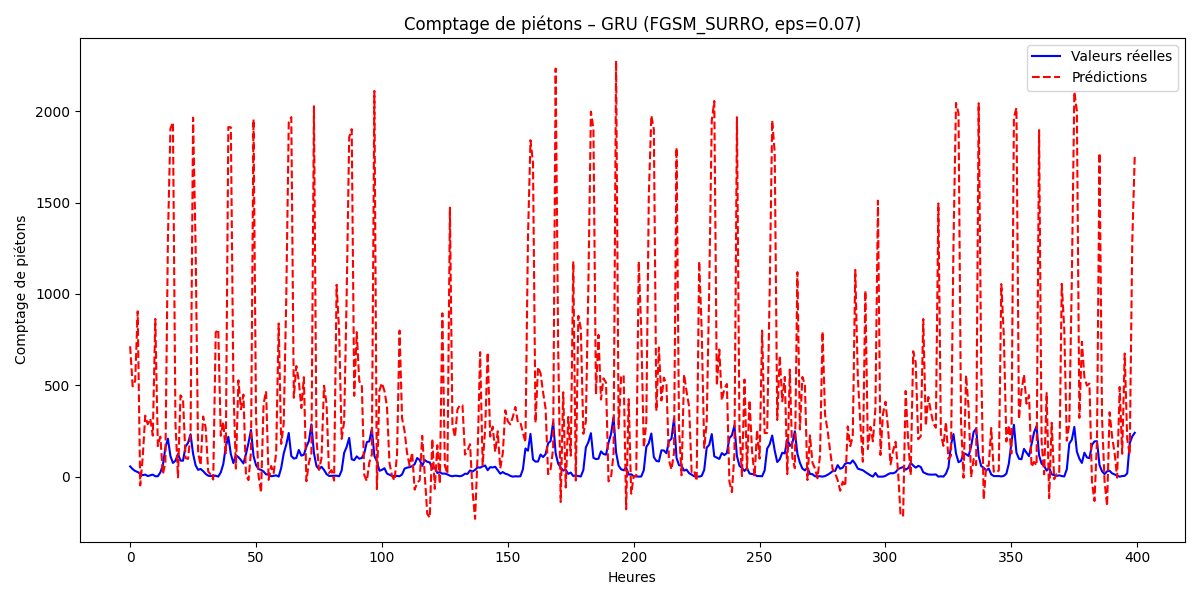 Comptage de piétons – GRU (FGSM_SURRO, eps=0.07)
Valeurs réelles
Prédictions
Comptage de piétons
2000
1500
1000
500
0
0 50 100 150 200 250 300 350 400
Heures